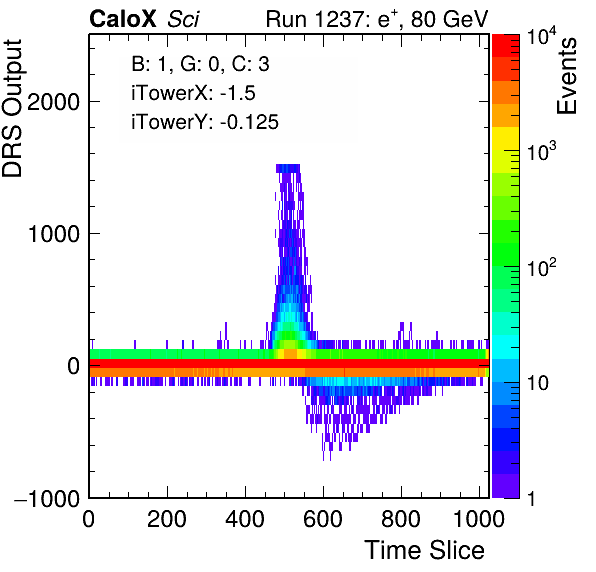 CaloX Sci Run 1237: e+, 80 GeV
B: 1, G: 0, C: 3
iTowerX: -1.5
iTowerY: -0.125
DRS Output
2000
1000
0
−1000
0 200 400 600 800 1000
Time Slice
Events
10^4
10^3
10^2
10
1